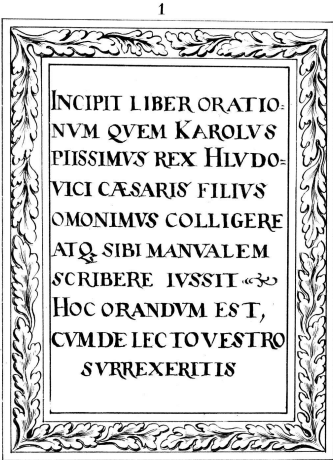 1
INCIPIT LIBER ORATIO=
NVM QVEM KAROLVS
PIISSIMVS REX HLVDO=
VICI CÆSARIS FILIVS
OMONIMVS COLLIGERE
ATQ. SIBI MANVALEM
SCRIBERE IVSSIT
HOC ORANDVM EST,
CVM DE LECTO VESTRO
SVRREXERITIS